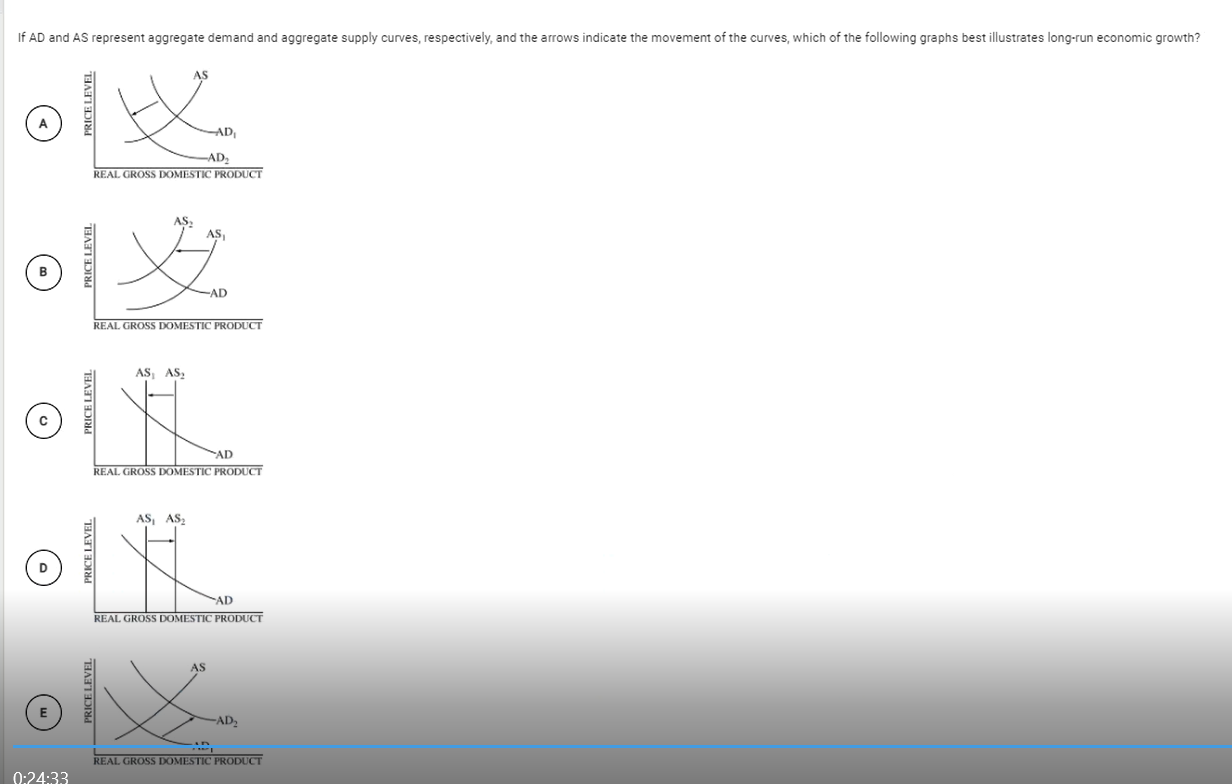 If AD and AS represent aggregate demand and aggregate supply curves, respectively, and the arrows indicate the movement of the curves, which of the following graphs best illustrates long-run economic growth?
A
PRICE LEVEL
AS
AD₁
AD₂
REAL GROSS DOMESTIC PRODUCT
B
PRICE LEVEL
AS₂
AS₁
AD
REAL GROSS DOMESTIC PRODUCT
C
PRICE LEVEL
AS₁ AS₂
AD
REAL GROSS DOMESTIC PRODUCT
D
PRICE LEVEL
AS₁ AS₂
AD
REAL GROSS DOMESTIC PRODUCT
E
PRICE LEVEL
AS
AD₂
REAL GROSS DOMESTIC PRODUCT
0:24:33